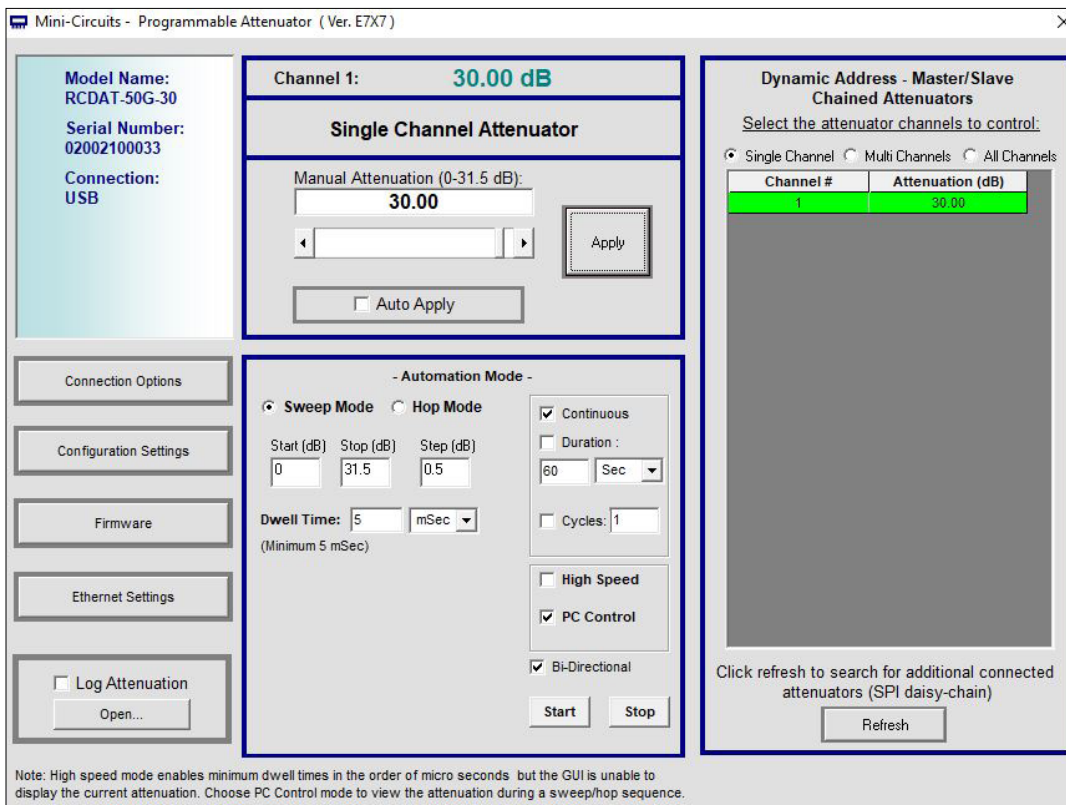 Mini-Circuits - Programmable Attenuator ( Ver. E7X7 )
Model Name:
RCDAT-50G-30
Serial Number:
02002100033
Connection:
USB
Connection Options
Configuration Settings
Firmware
Ethernet Settings
Log Attenuation
Open...
Channel 1: 30.00 dB
Single Channel Attenuator
Manual Attenuation (0-31.5 dB):
30.00
Apply
Auto Apply
- Automation Mode -
Sweep Mode Hop Mode
Start (dB) Stop (dB) Step (dB)
0 31.5 0.5
Dwell Time: 5 mSec
(Minimum 5 mSec)
Continuous
Duration :
60 Sec
Cycles: 1
High Speed
PC Control
Bi-Directional
Start Stop
Dynamic Address - Master/Slave
Chained Attenuators
Select the attenuator channels to control:
Single Channel Multi Channels All Channels
Channel # Attenuation (dB)
1 30.00
Click refresh to search for additional connected
attenuators (SPI daisy-chain)
Refresh
Note: High speed mode enables minimum dwell times in the order of micro seconds but the GUI is unable to
display the current attenuation. Choose PC Control mode to view the attenuation during a sweep/hop sequence.